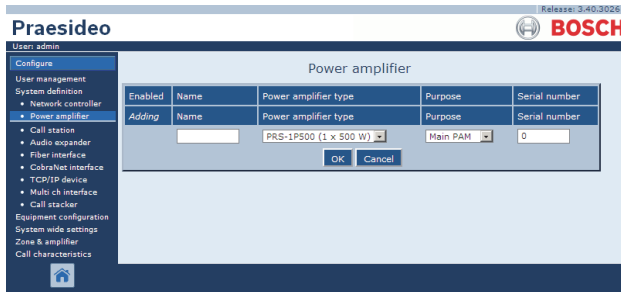 Release: 3.40.3026
Praesideo
BOSCH
User: admin
Configure
User management
System definition
• Network controller
• Power amplifier
• Call station
• Audio expander
• Fiber interface
• CobraNet interface
• TCP/IP device
• Multi ch interface
• Call stacker
Equipment configuration
System wide settings
Zone & amplifier
Call characteristics
Power amplifier
Enabled Name Power amplifier type Purpose Serial number
Adding Name Power amplifier type Purpose Serial number
PRS-1P500 (1 x 500 W) Main PAM 0
OK Cancel